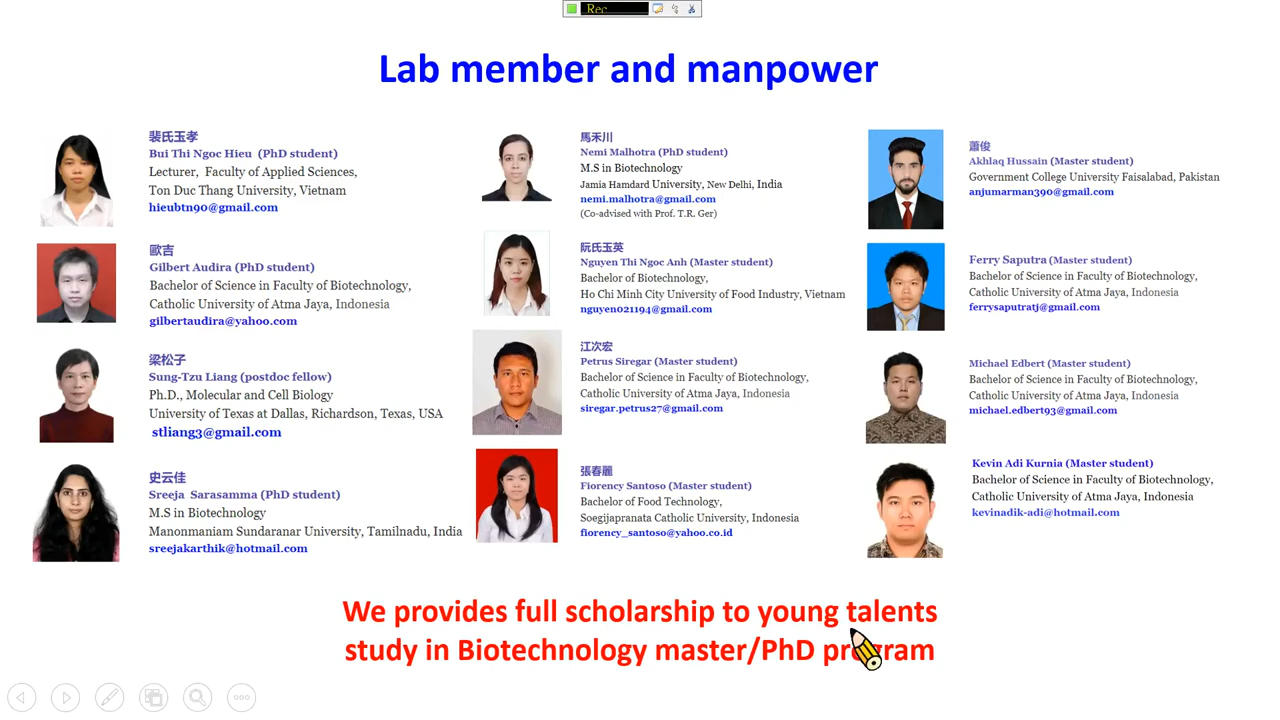 Rec
Lab member and manpower
裴氏玉孝
Bui Thi Ngoc Hieu (PhD student)
Lecturer, Faculty of Applied Sciences,
Ton Duc Thang University, Vietnam
hieubtn90@gmail.com
歐吉
Gilbert Audira (PhD student)
Bachelor of Science in Faculty of Biotechnology,
Catholic University of Atma Jaya, Indonesia
gilbertaudira@yahoo.com
梁松子
Sung-Tzu Liang (postdoc fellow)
Ph.D., Molecular and Cell Biology
University of Texas at Dallas, Richardson, Texas, USA
stliang3@gmail.com
史云佳
Sreeja Sarasamma (PhD student)
M.S in Biotechnology
Manonmaniam Sundaranar University, Tamilnadu, India
sreejakarthik@hotmail.com
馬禾川
Nemi Malhotra (PhD student)
M.S in Biotechnology
Jamia Hamdard University, New Delhi, India
nemi.malhotra@gmail.com
(Co-advised with Prof. T.R. Ger)
阮氏玉英
Nguyen Thi Ngoc Anh (Master student)
Bachelor of Biotechnology,
Ho Chi Minh City University of Food Industry, Vietnam
nguyen021194@gmail.com
江次宏
Petrus Siregar (Master student)
Bachelor of Science in Faculty of Biotechnology,
Catholic University of Atma Jaya, Indonesia
siregar.petrus27@gmail.com
張春麗
Fiorency Santoso (Master student)
Bachelor of Food Technology,
Soegijapranata Catholic University, Indonesia
fiorency_santoso@yahoo.co.id
蕭俊
Akhlaq Hussain (Master student)
Government College University Faisalabad, Pakistan
anjumarman390@gmail.com
Ferry Saputra (Master student)
Bachelor of Science in Faculty of Biotechnology,
Catholic University of Atma Jaya, Indonesia
ferrysaputratj@gmail.com
Michael Edbert (Master student)
Bachelor of Science in Faculty of Biotechnology,
Catholic University of Atma Jaya, Indonesia
michael.edbert93@gmail.com
Kevin Adi Kurnia (Master student)
Bachelor of Science in Faculty of Biotechnology,
Catholic University of Atma Jaya, Indonesia
kevinadik-adi@hotmail.com
We provides full scholarship to young talents
study in Biotechnology master/PhD program